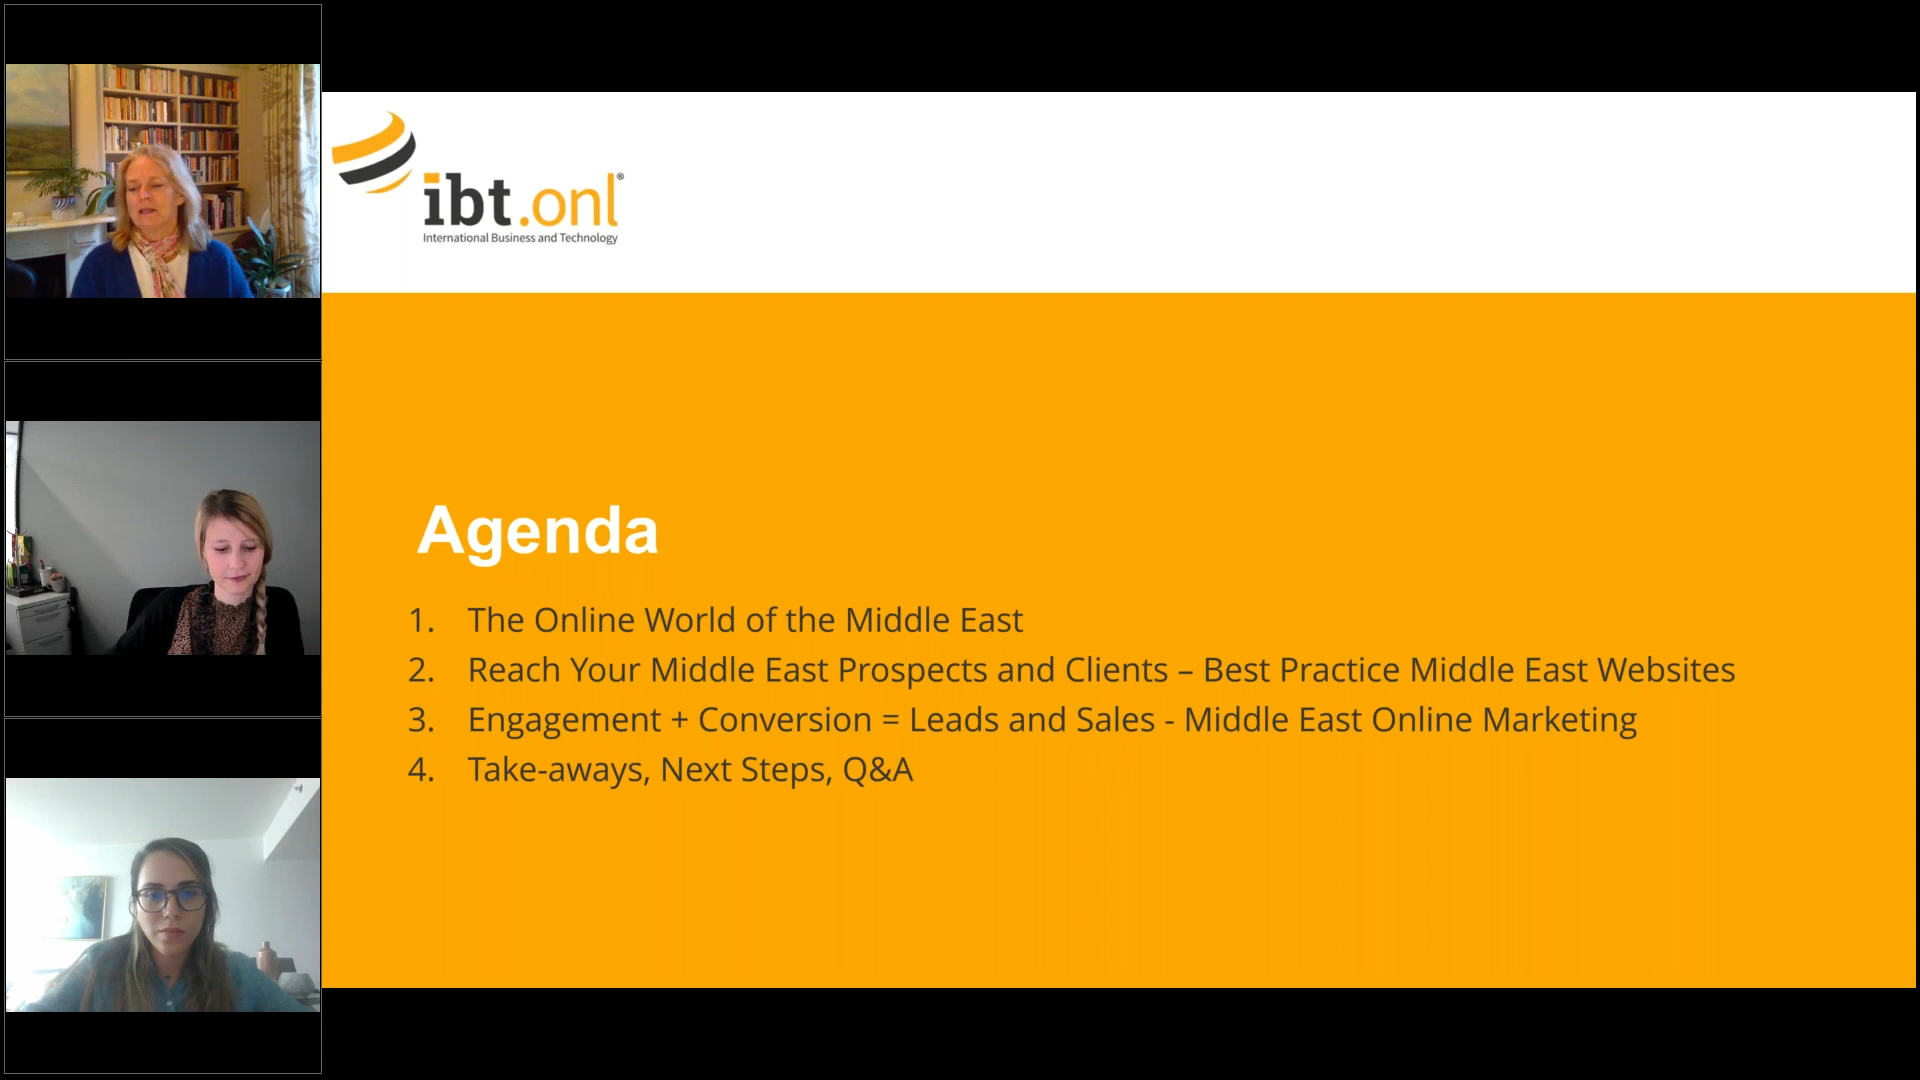 ibt.onl®
International Business and Technology
Agenda
1. The Online World of the Middle East
2. Reach Your Middle East Prospects and Clients – Best Practice Middle East Websites
3. Engagement + Conversion = Leads and Sales - Middle East Online Marketing
4. Take-aways, Next Steps, Q&A